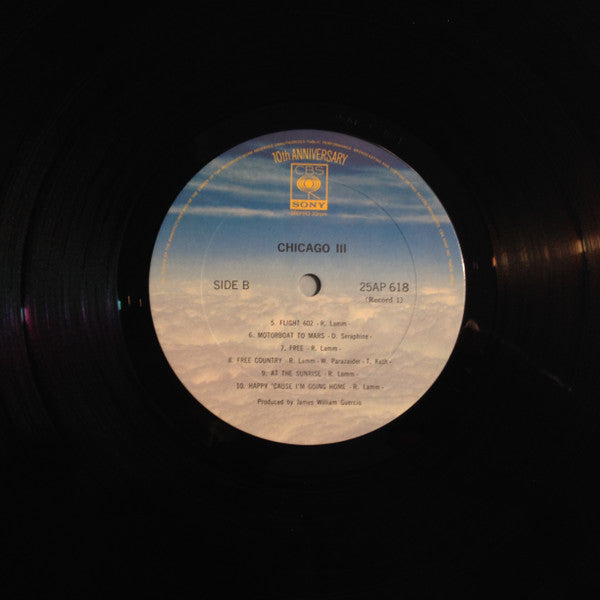 10th ANNIVERSARY
CBS
SONY
CHICAGO III
SIDE B
25AP 618
(Record 1)
5. FLIGHT 602 -R. Lamm-
6. MOTORBOAT TO MARS -D. Seraphine-
7. FREE -R. Lamm-
8. FREE COUNTRY -R. Lamm-W. Parazaider-T. Kath-
9. AT THE SUNRISE -R. Lamm-
10. HAPPY 'CAUSE I'M GOING HOME -R. Lamm-
Produced by James William Guercio